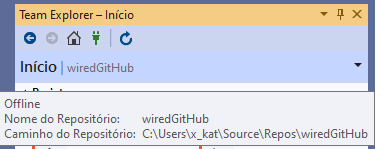 Team Explorer – Início
Início | wiredGitHub
Offline
Nome do Repositório: wiredGitHub
Caminho do Repositório: C:\Users\x_kat\Source\Repos\wiredGitHub